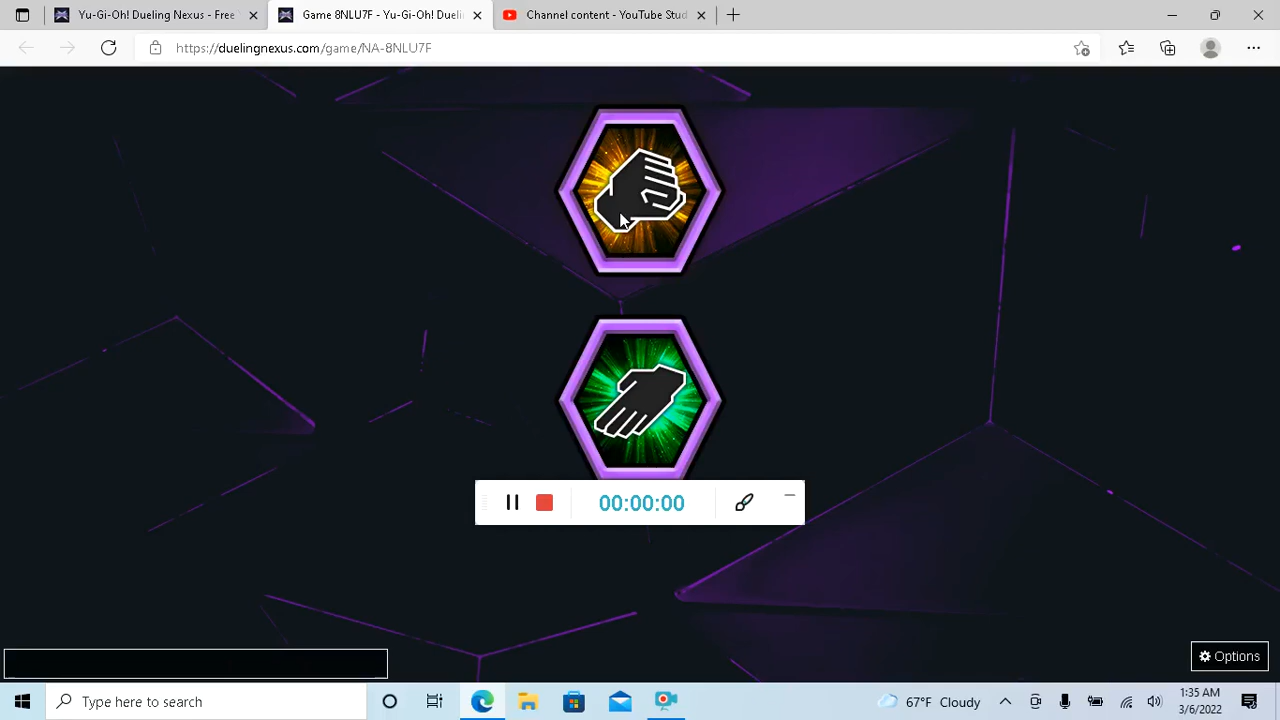 Yu-Gi-Oh! Dueling Nexus - Free
Game 8NLU7F - Yu-Gi-Oh! Dueli
Channel content - YouTube Stud
https://duelingnexus.com/game/NA-8NLU7F
00:00:00
Options
Type here to search
67°F Cloudy
1:35 AM
3/6/2022